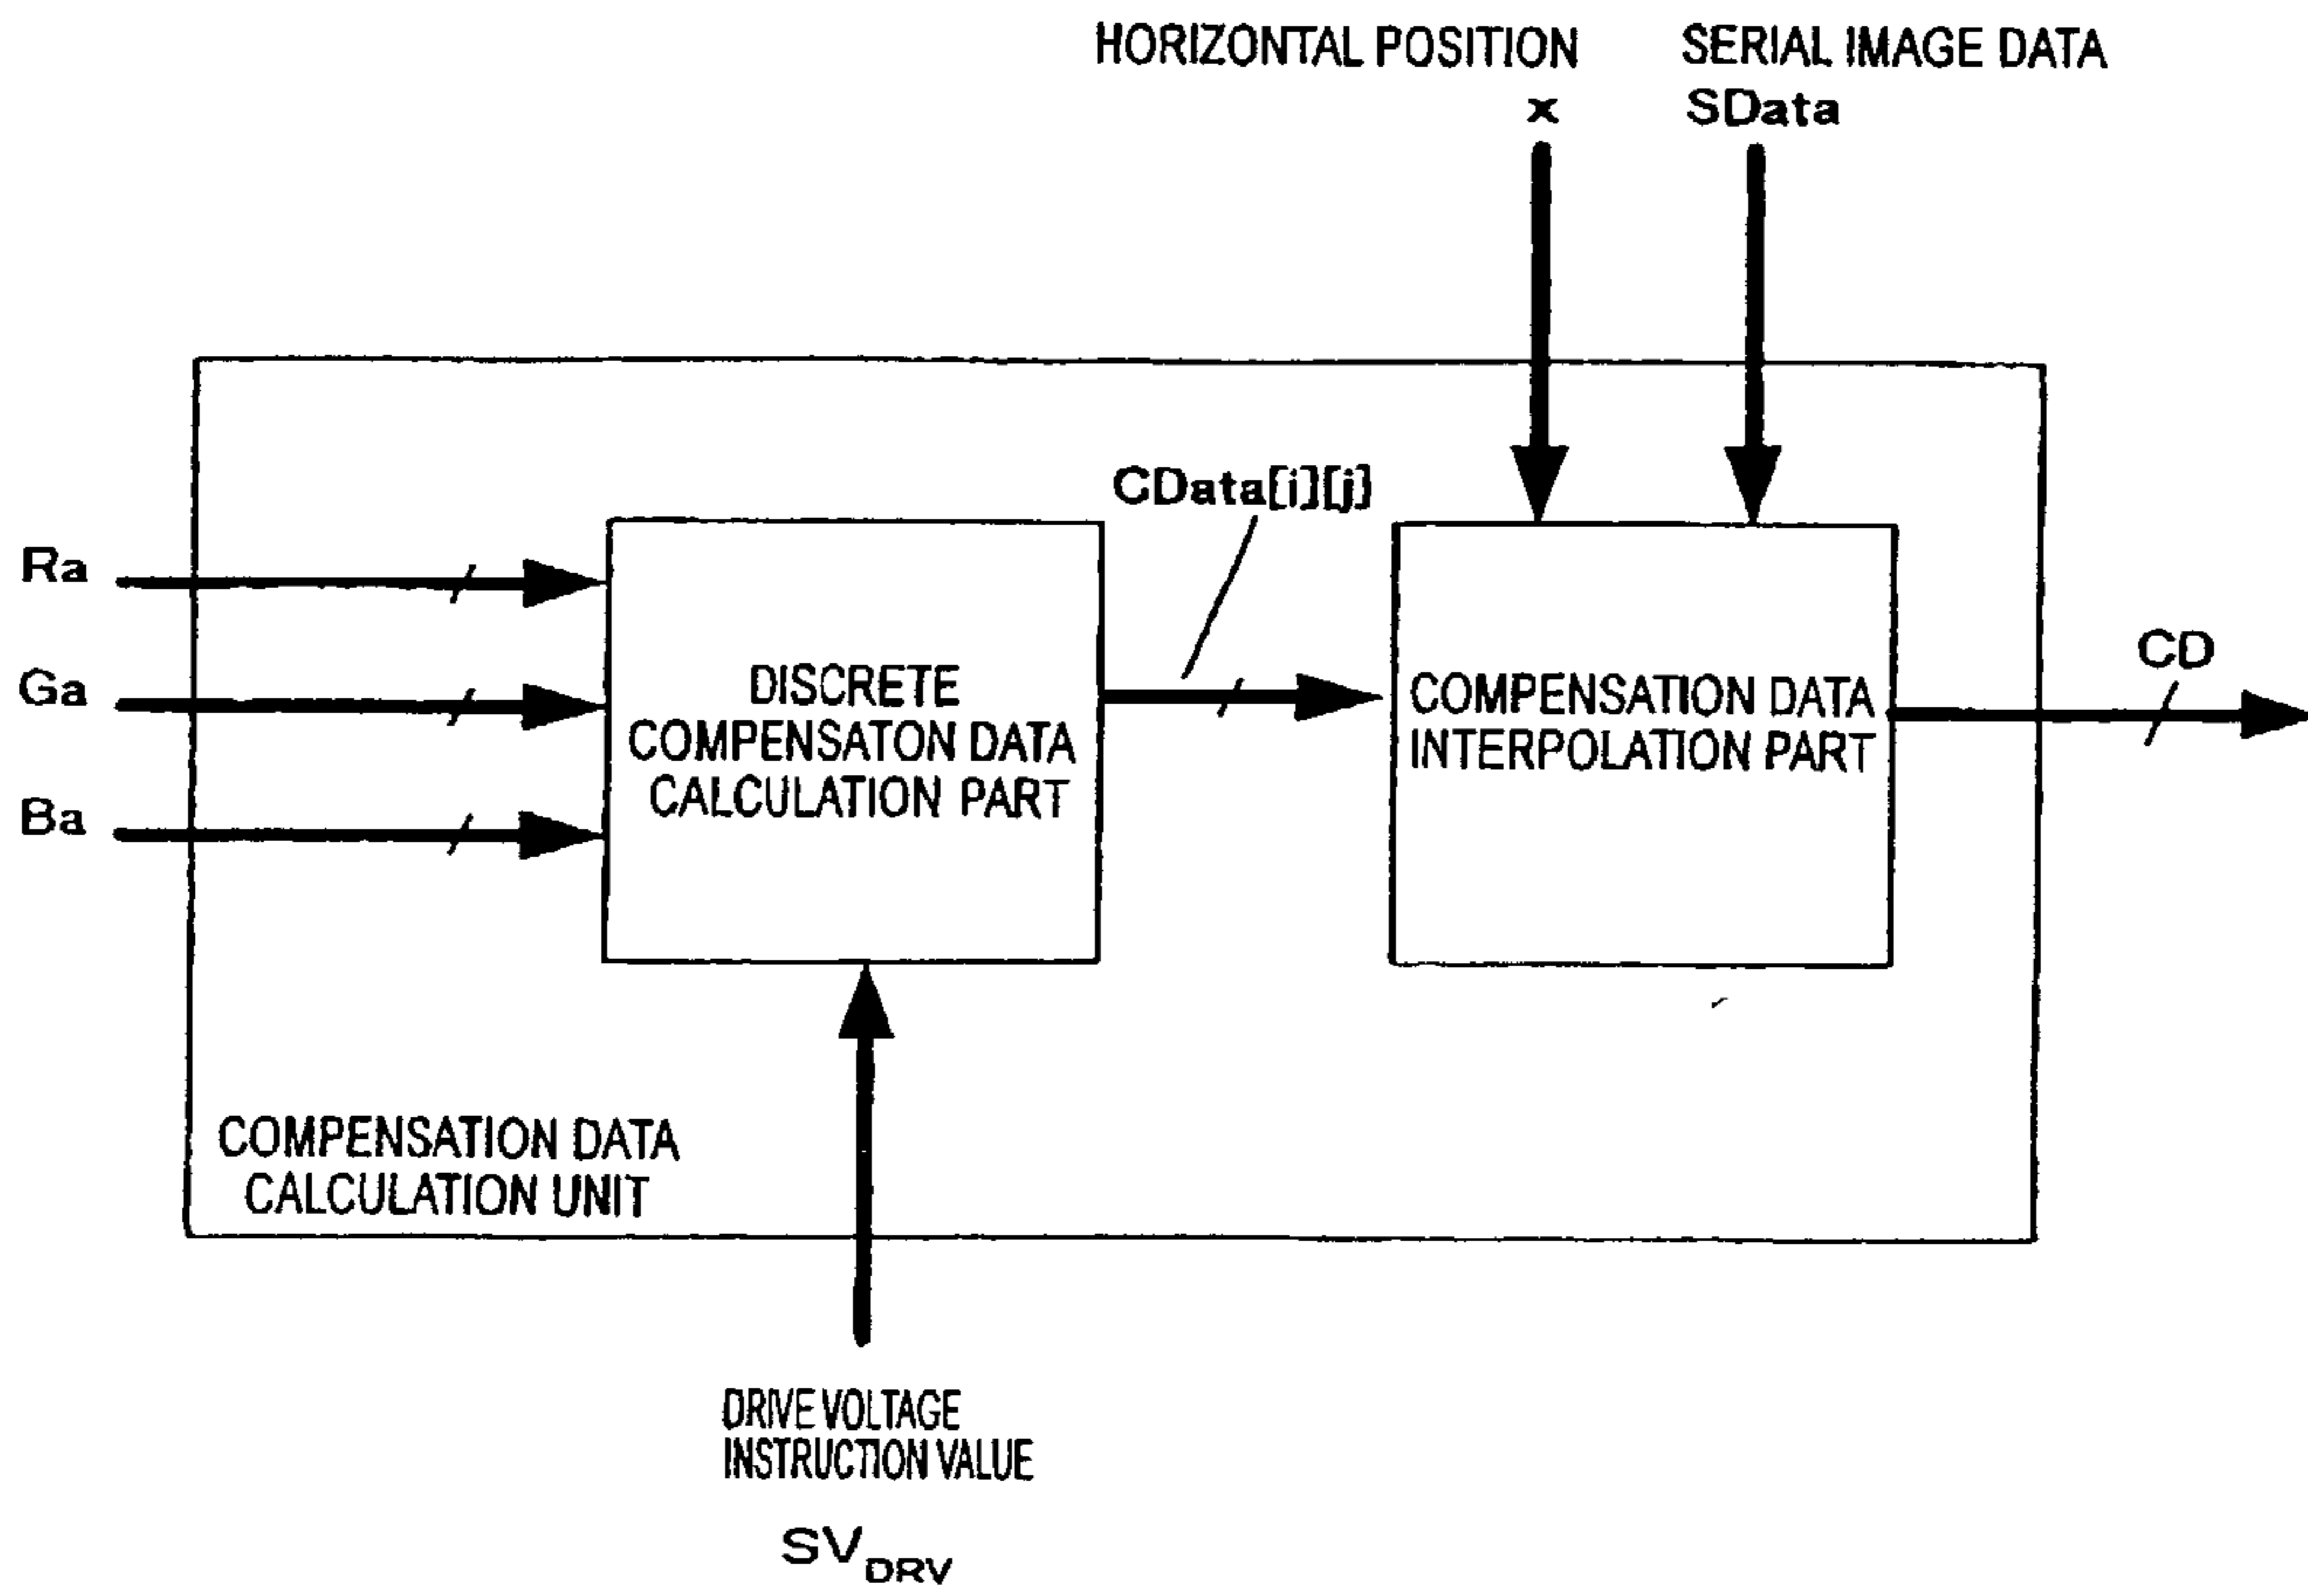 HORIZONTAL POSITION
x
SERIAL IMAGE DATA
SData
CData[i][j]
Ra
Ga
Ba
DISCRETE
COMPENSATON DATA
CALCULATION PART
COMPENSATION DATA
INTERPOLATION PART
CD
COMPENSATION DATA
CALCULATION UNIT
DRIVE VOLTAGE
INSTRUCTION VALUE
SVDRV